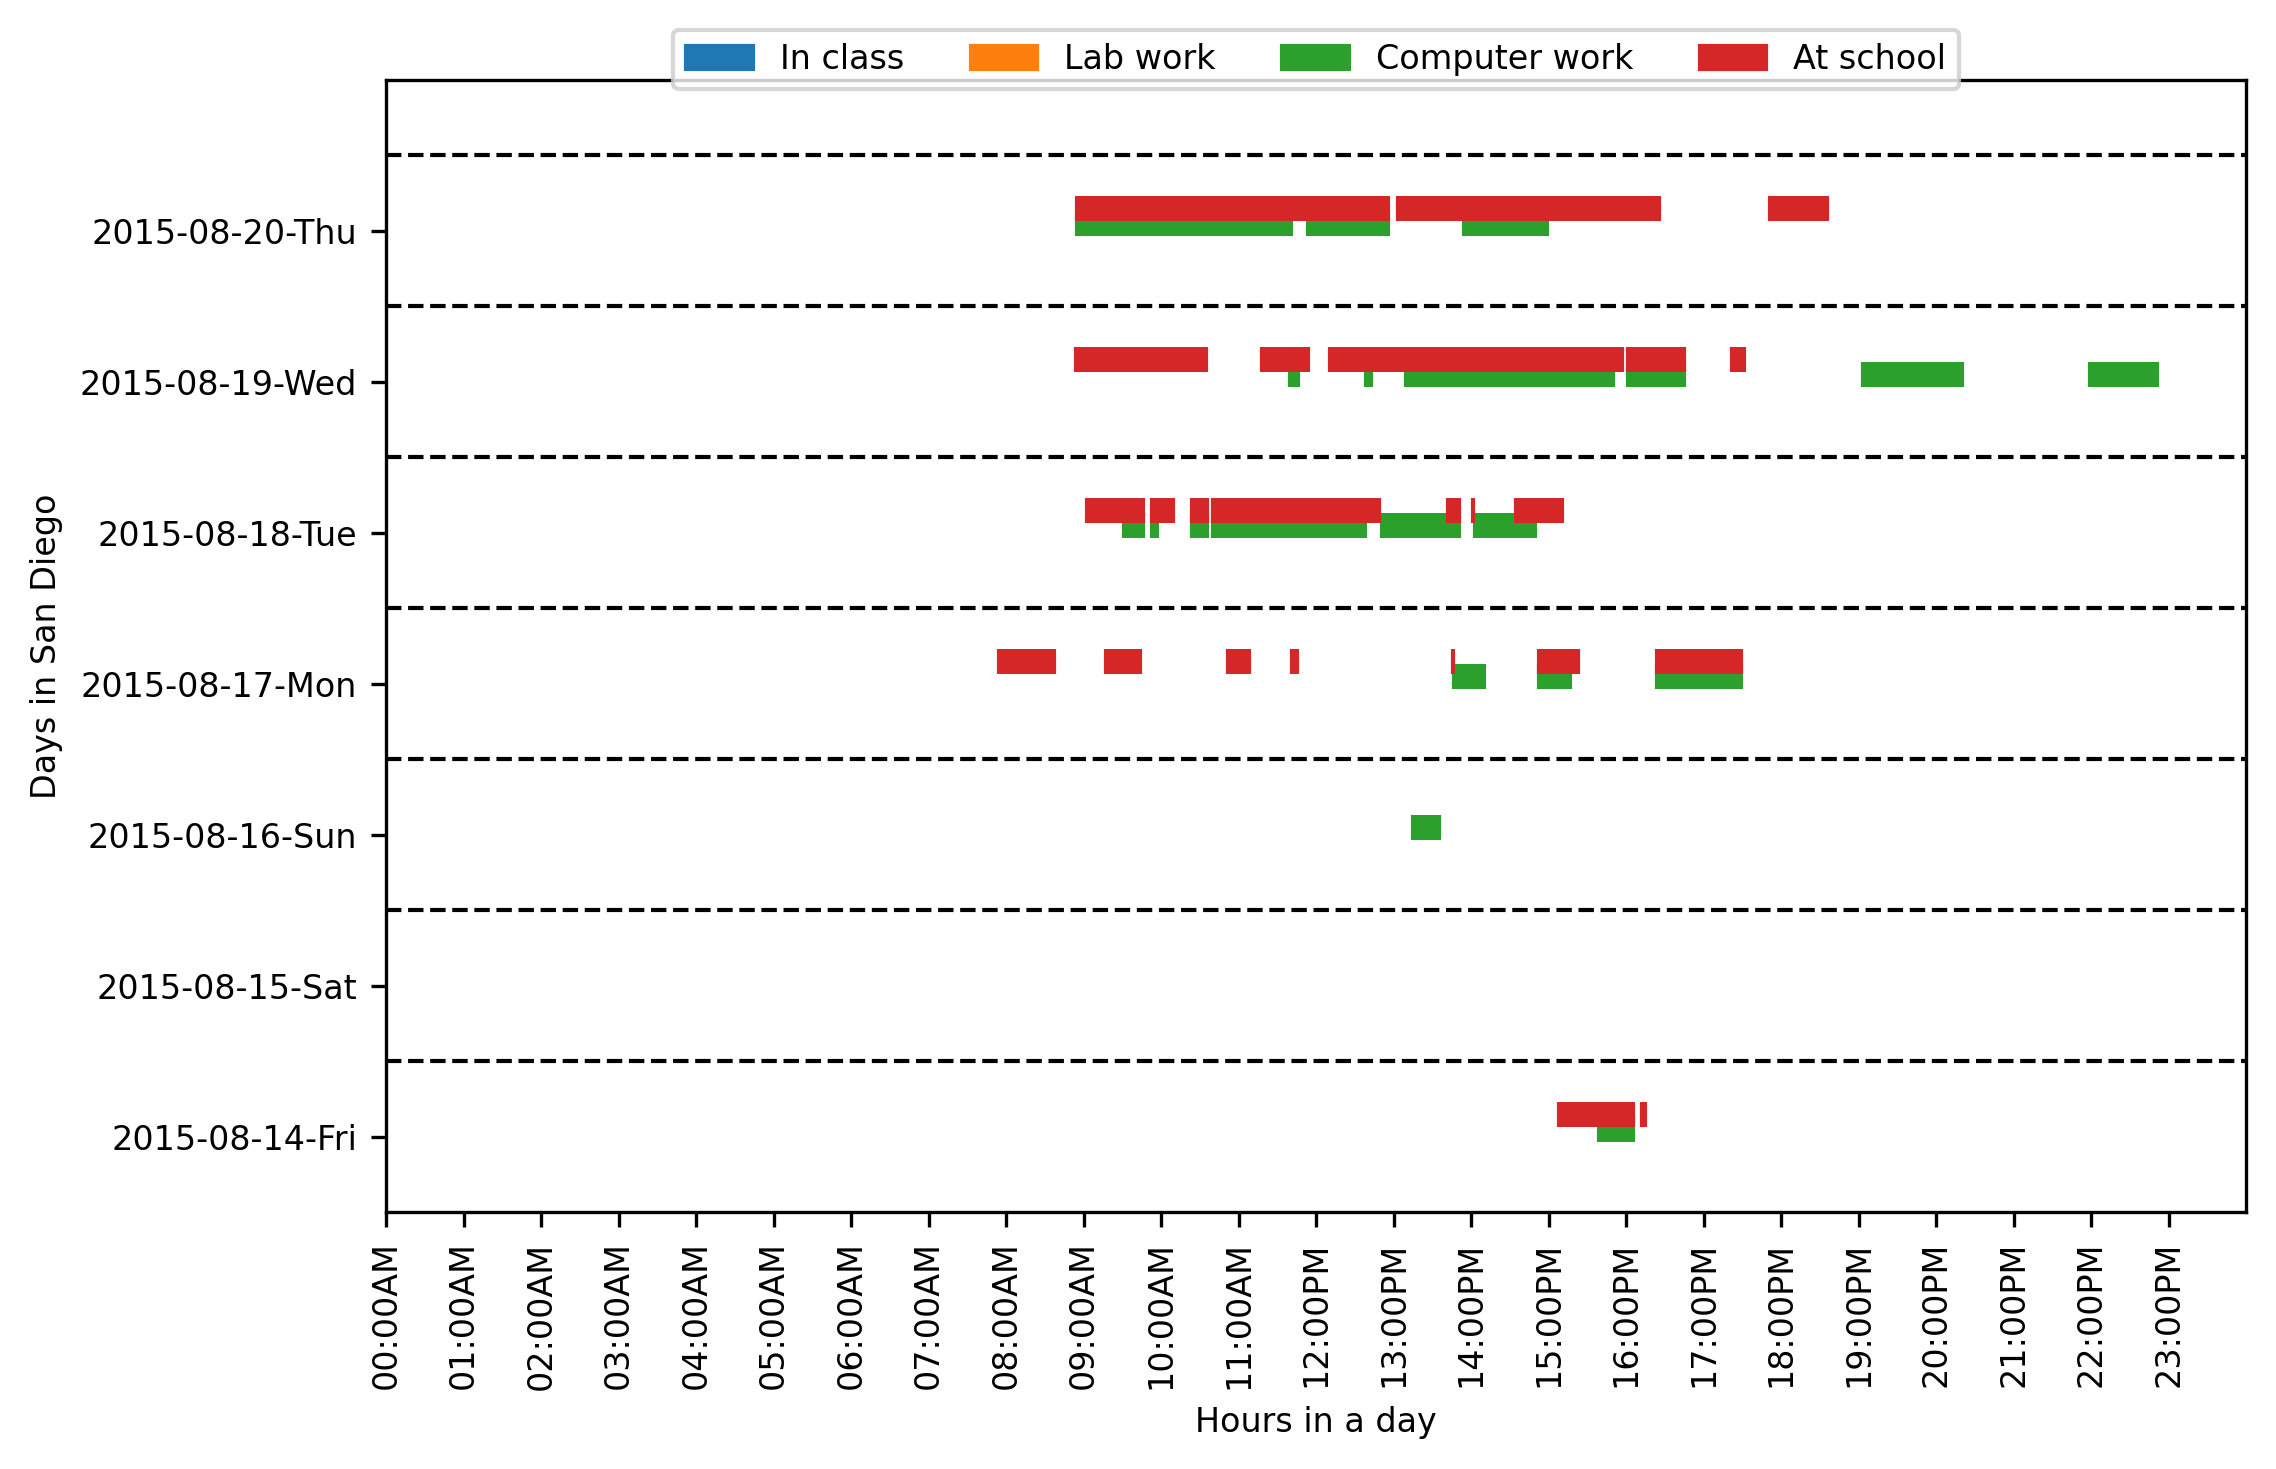 In class Lab work Computer work At school
2015-08-20-Thu
2015-08-19-Wed
2015-08-18-Tue
2015-08-17-Mon
2015-08-16-Sun
2015-08-15-Sat
2015-08-14-Fri
Days in San Diego
00:00AM 01:00AM 02:00AM 03:00AM 04:00AM 05:00AM 06:00AM 07:00AM 08:00AM 09:00AM 10:00AM 11:00AM 12:00PM 13:00PM 14:00PM 15:00PM 16:00PM 17:00PM 18:00PM 19:00PM 20:00PM 21:00PM 22:00PM 23:00PM
Hours in a day